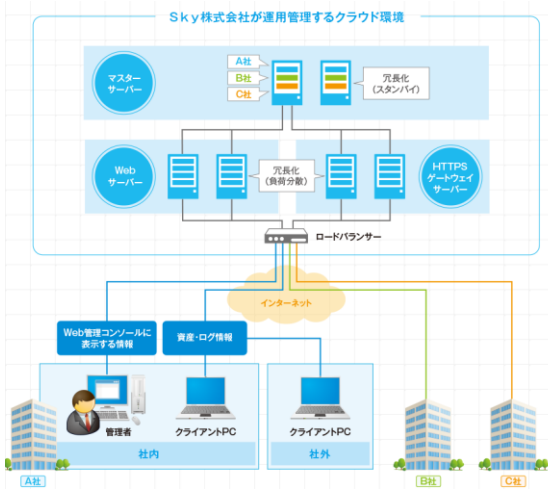 Sky株式会社が運用管理するクラウド環境
マスター
サーバー
A社
B社
C社
冗長化
(スタンバイ)
Web
サーバー
冗長化
(負荷分散)
HTTPS
ゲートウェイ
サーバー
ロードバランサー
インターネット
Web管理コンソールに
表示する情報
資産・ログ情報
管理者
クライアントPC
クライアントPC
社内
社外
A社
B社
C社